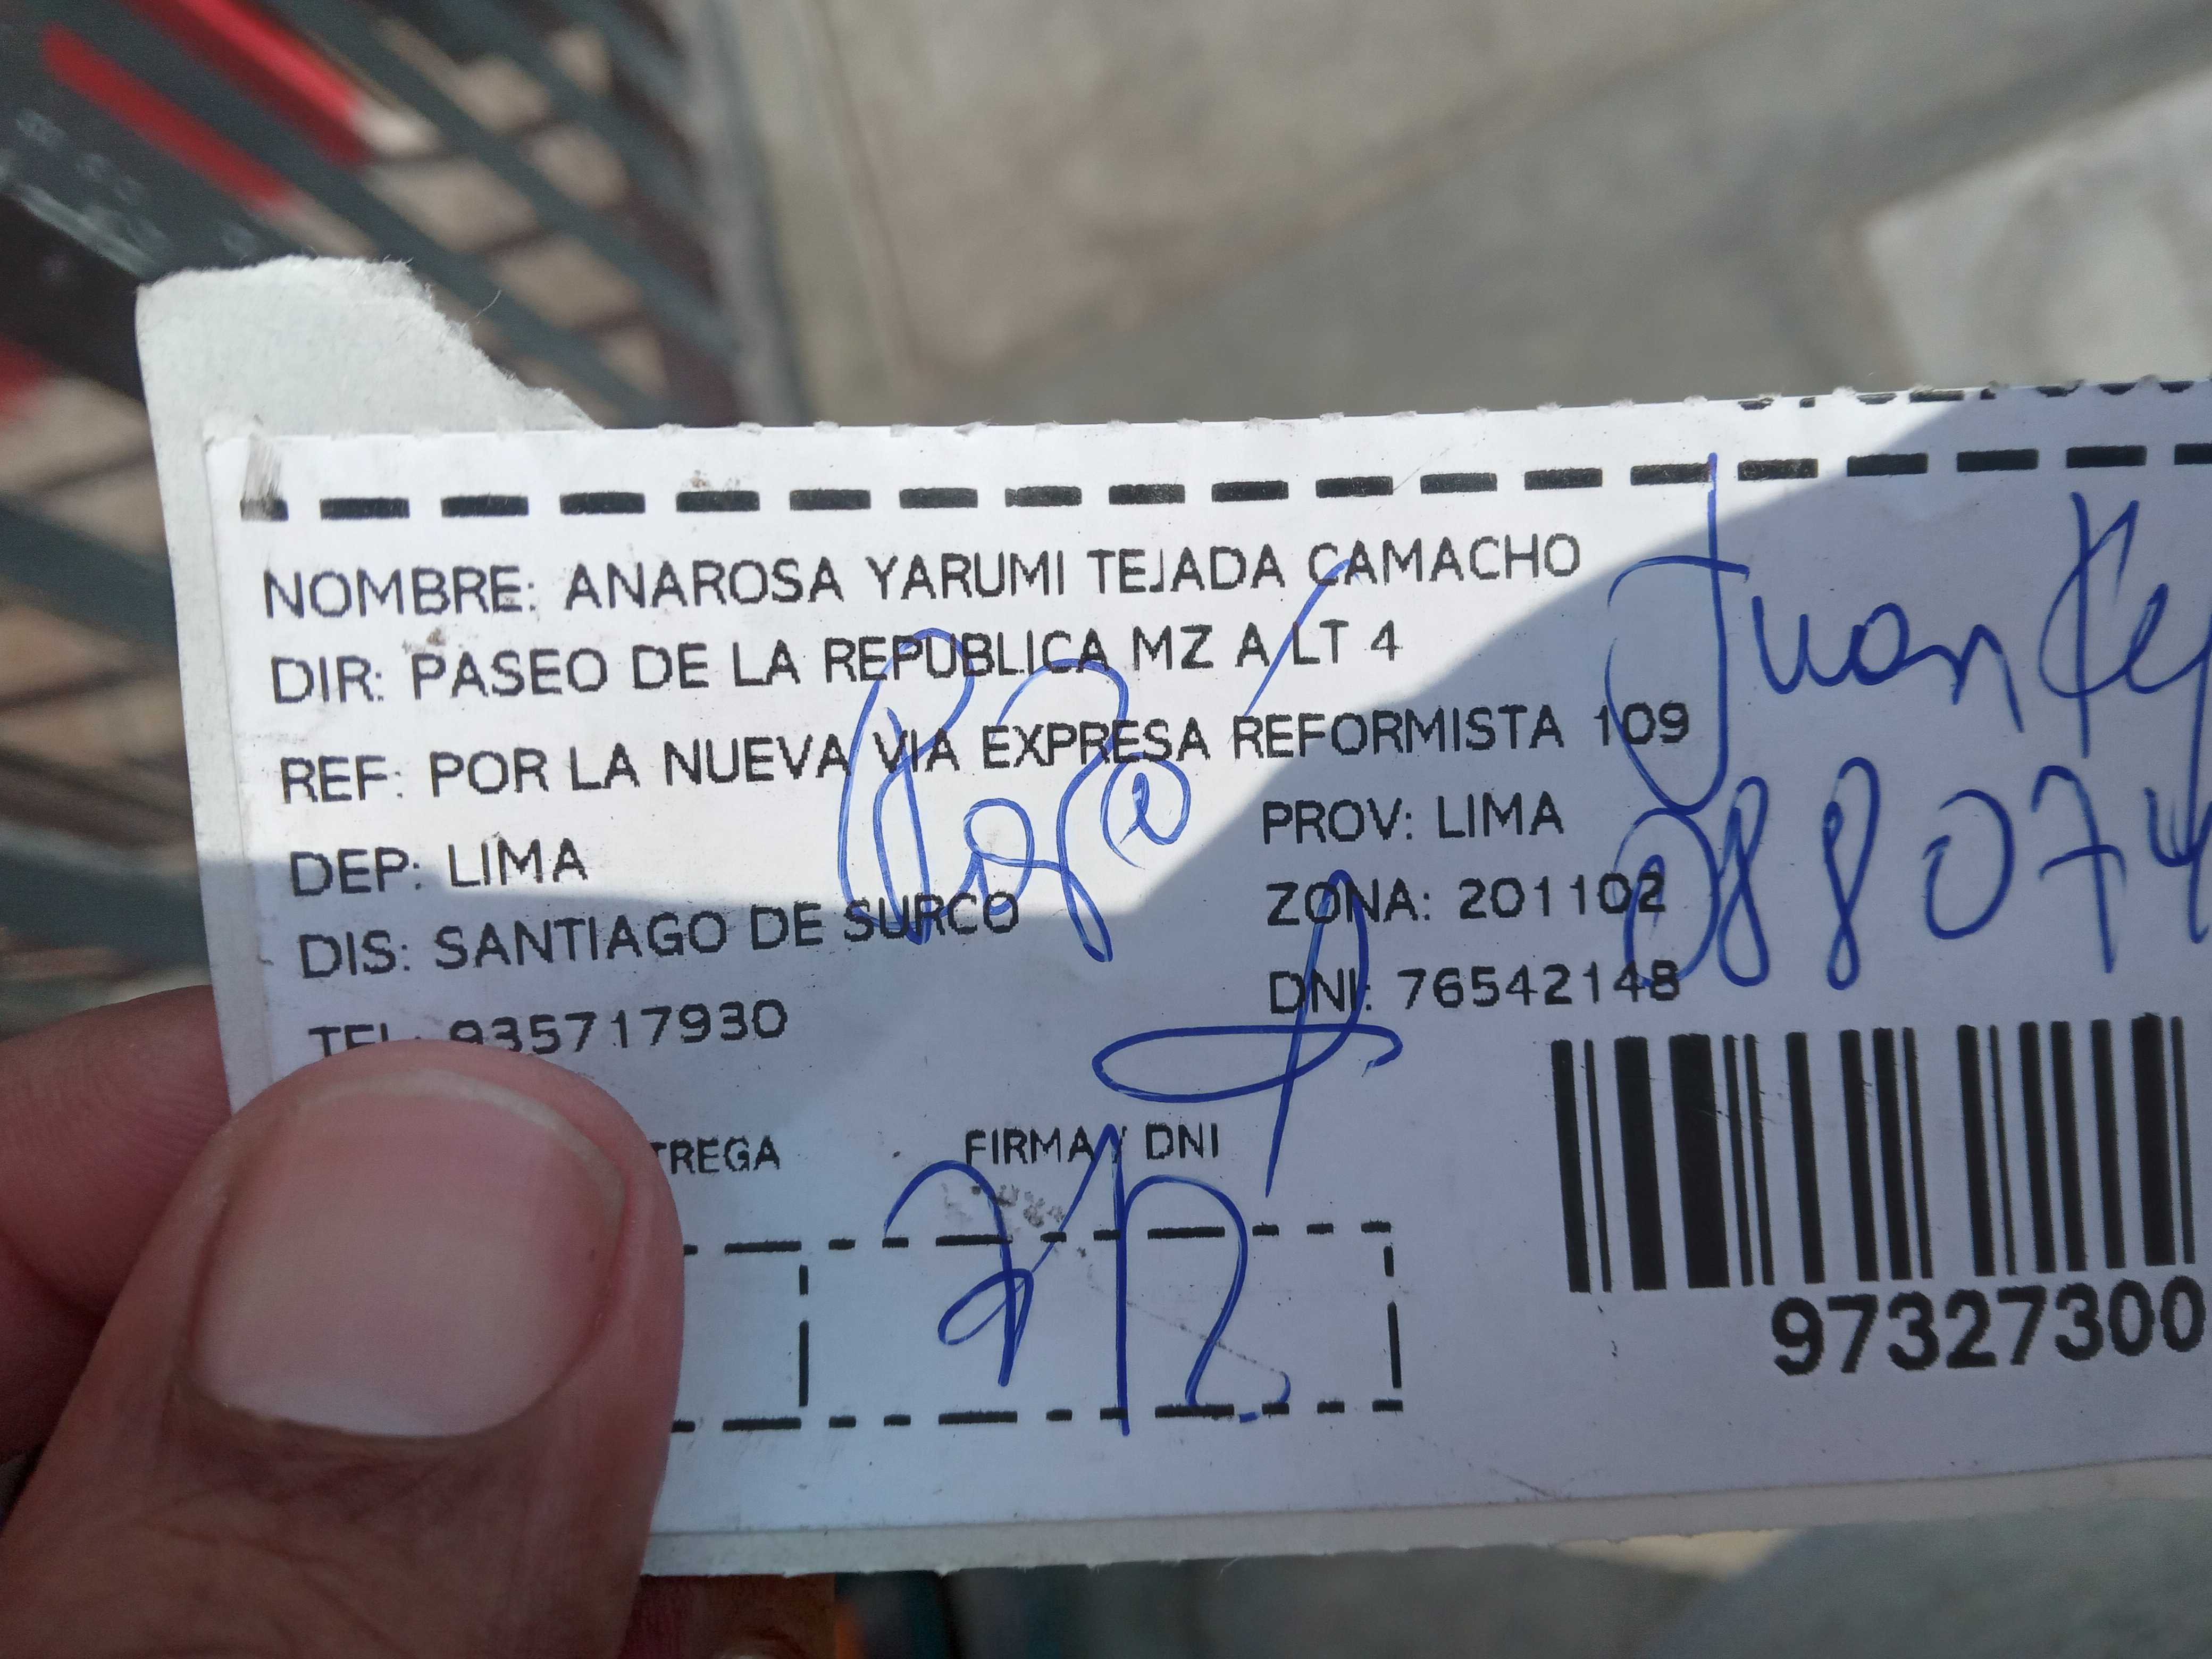 NOMBRE: ANAROSA YARUMI TEJADA CAMACHO
DIR: PASEO DE LA REPUBLICA MZ A LT 4
REF: POR LA NUEVA VIA EXPRESA REFORMISTA 109
DEP: LIMA
PROV: LIMA
DIS: SANTIAGO DE SURCO
ZONA: 201102
TEL: 935717930
DNI: 76542148
Juan
088074
TREGA
FIRMA Y DNI
97327300